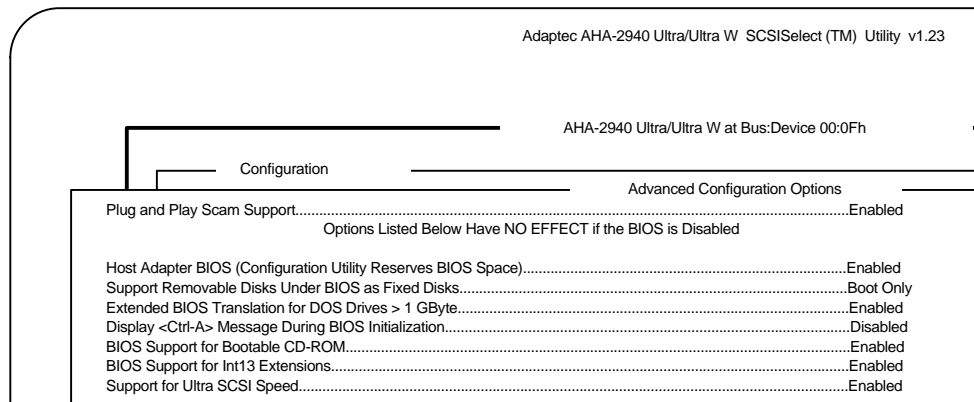 Adaptec AHA-2940 Ultra/Ultra W SCSISelect (TM) Utility v1.23
AHA-2940 Ultra/Ultra W at Bus:Device 00:0Fh
Configuration
Advanced Configuration Options
Plug and Play Scam Support...............Enabled
Options Listed Below Have NO EFFECT if the BIOS is Disabled
Host Adapter BIOS (Configuration Utility Reserves BIOS Space)...............Enabled
Support Removable Disks Under BIOS as Fixed Disks...............Boot Only
Extended BIOS Translation for DOS Drives > 1 GByte...............Enabled
Display <Ctrl-A> Message During BIOS Initialization...............Disabled
BIOS Support for Bootable CD-ROM...............Enabled
BIOS Support for Int13 Extensions...............Enabled
Support for Ultra SCSI Speed...............Enabled